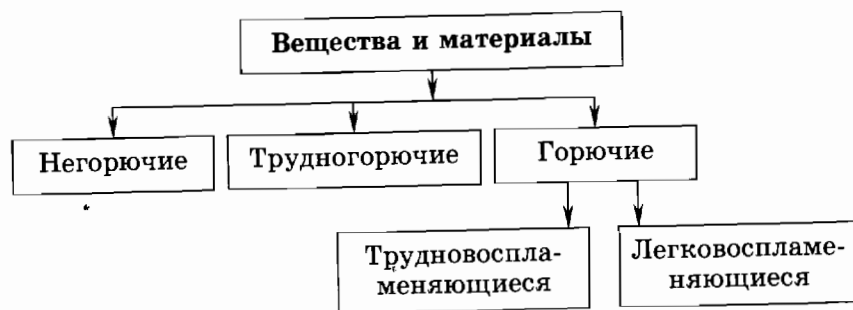 Вещества и материалы
Негорючие
Трудногорючие
Горючие
Трудновоспла-
меняющиеся
Легковоспламе-
няющиеся